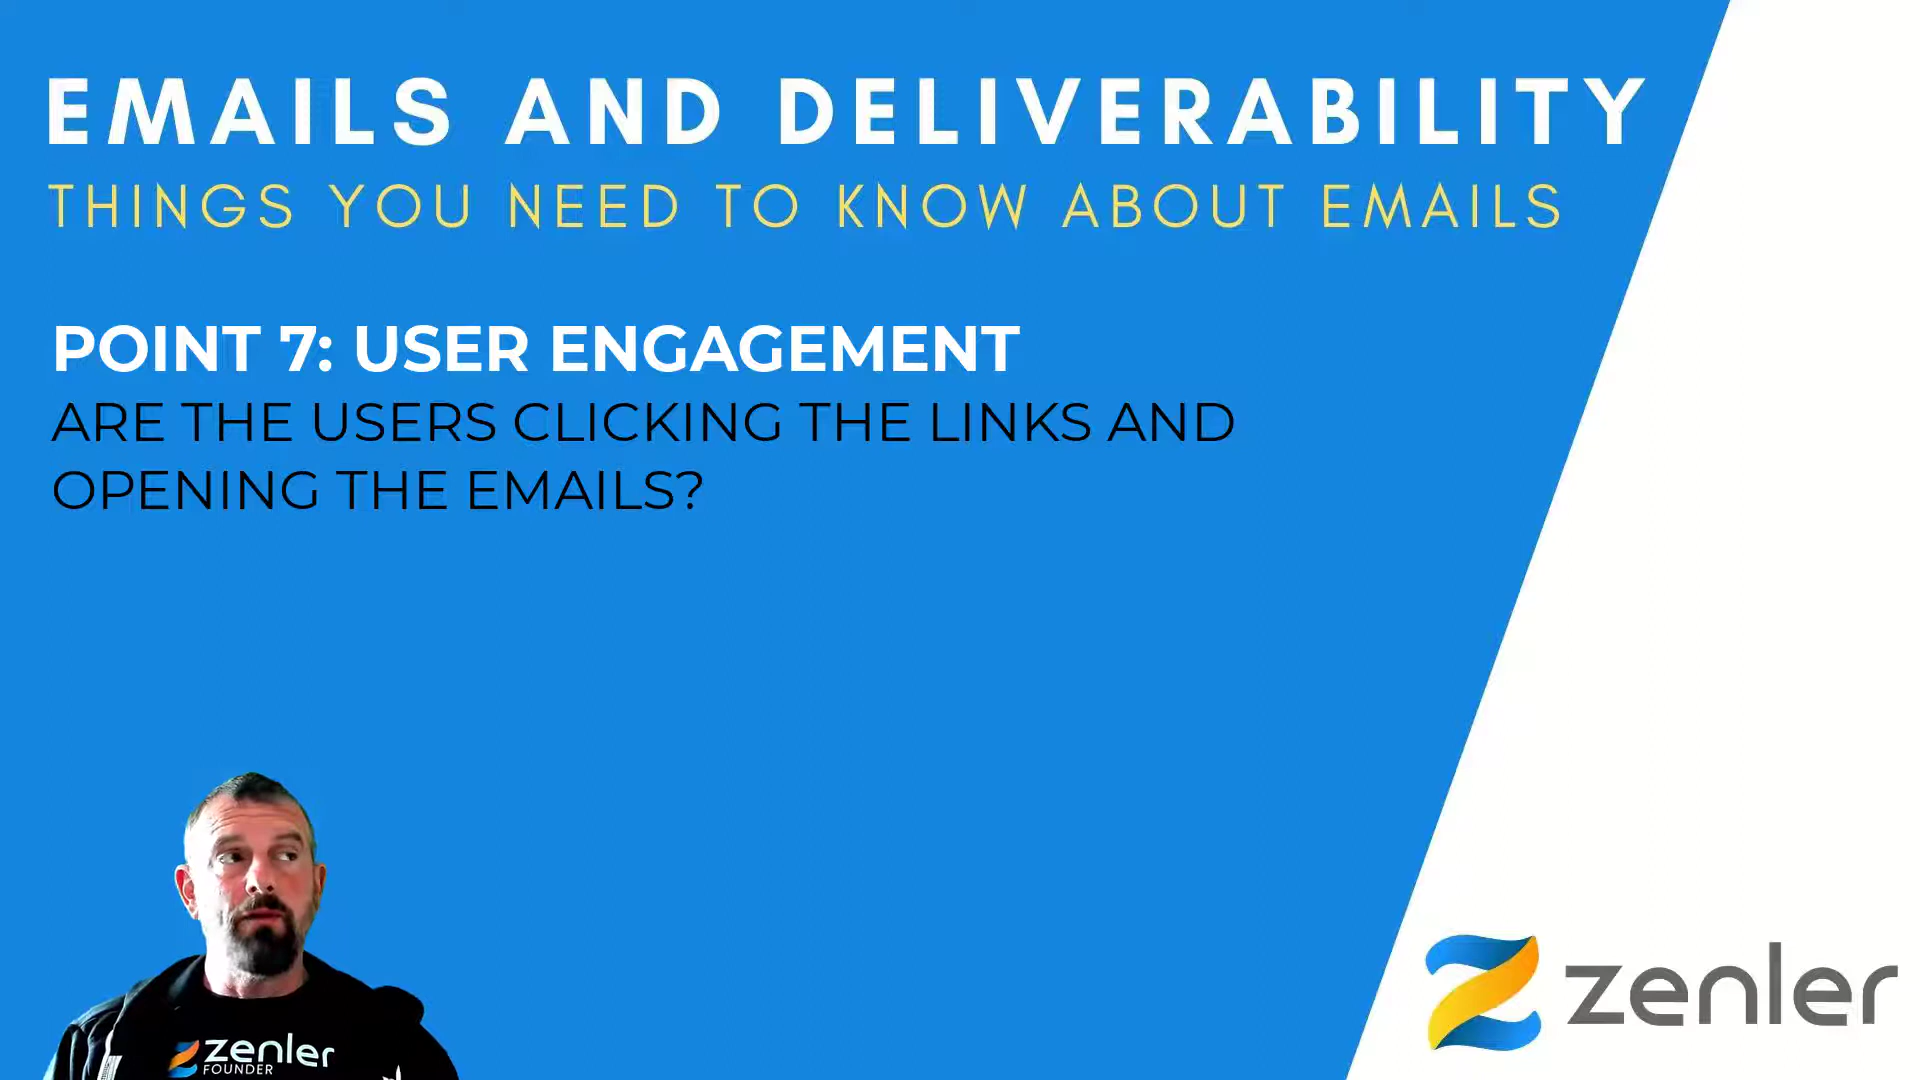 EMAILS AND DELIVERABILITY
THINGS YOU NEED TO KNOW ABOUT EMAILS
POINT 7: USER ENGAGEMENT
ARE THE USERS CLICKING THE LINKS AND
OPENING THE EMAILS?
zenler
FOUNDER
zenler